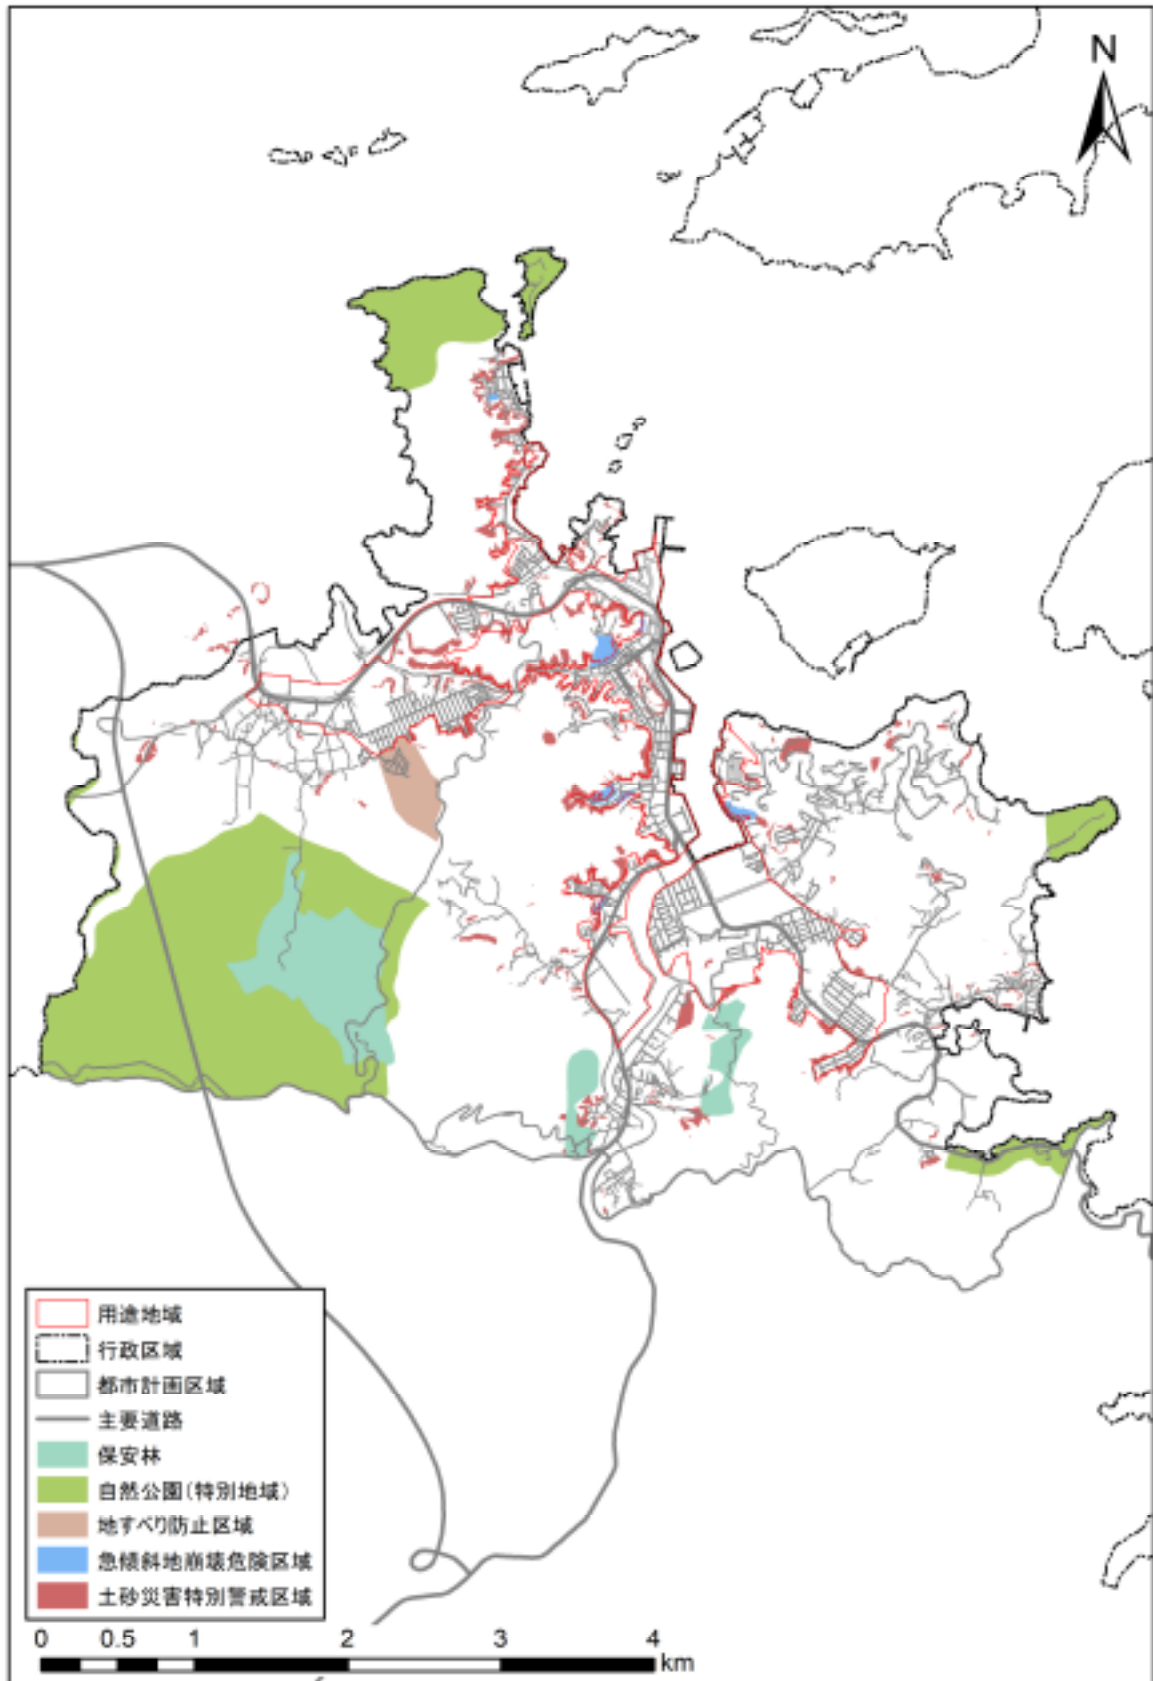 N
用途地域
行政区域
都市計画区域
主要道路
保安林
自然公園(特別地域)
地すべり防止区域
急傾斜地崩壊危険区域
土砂災害特別警戒区域
0 0.5 1 2 3 4
km